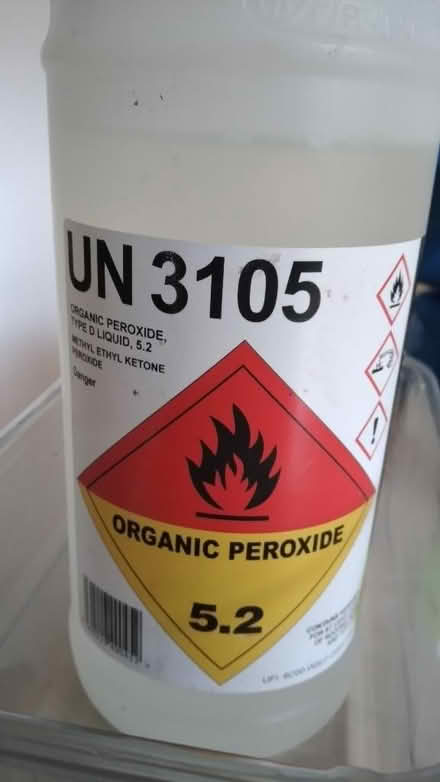 UN 3105
ORGANIC PEROXIDE,
TYPE D LIQUID, 5.2
METHYL ETHYL KETONE
PEROXIDE
Danger
ORGANIC PEROXIDE
5.2